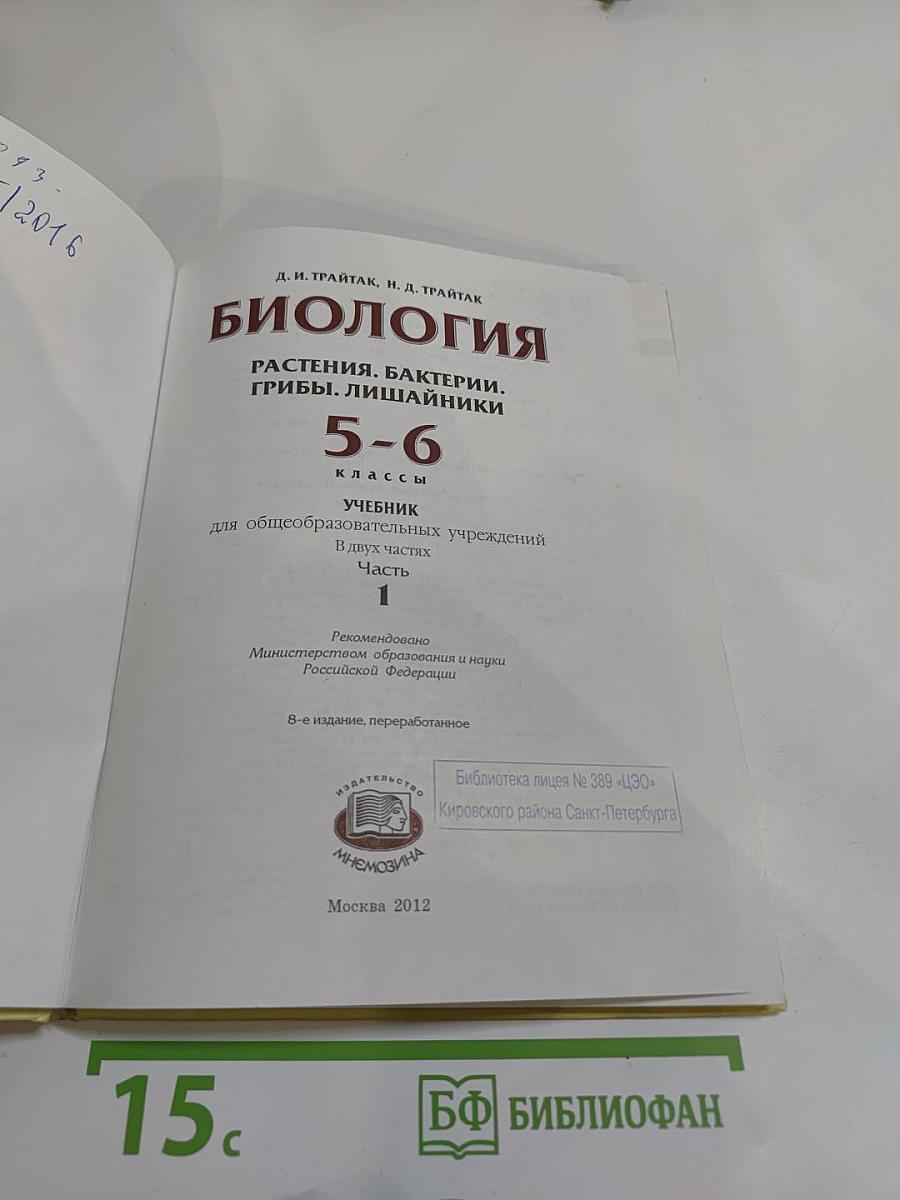 /2016
Д. И. ТРАЙТАК, Н. Д. ТРАЙТАК
БИОЛОГИЯ
РАСТЕНИЯ. БАКТЕРИИ.
ГРИБЫ. ЛИШАЙНИКИ
5-6
классы
УЧЕБНИК
для общеобразовательных учреждений
В двух частях
Часть
1
Рекомендовано
Министерством образования и науки
Российской Федерации
8-е издание, переработанное
Библиотека лицея № 389 «ЦЭО»
Кировского района Санкт-Петербурга
ИЗДАТЕЛЬСТВО
МНЕМОЗИНА
Москва 2012
15 с
БФ БИБЛИОФАН